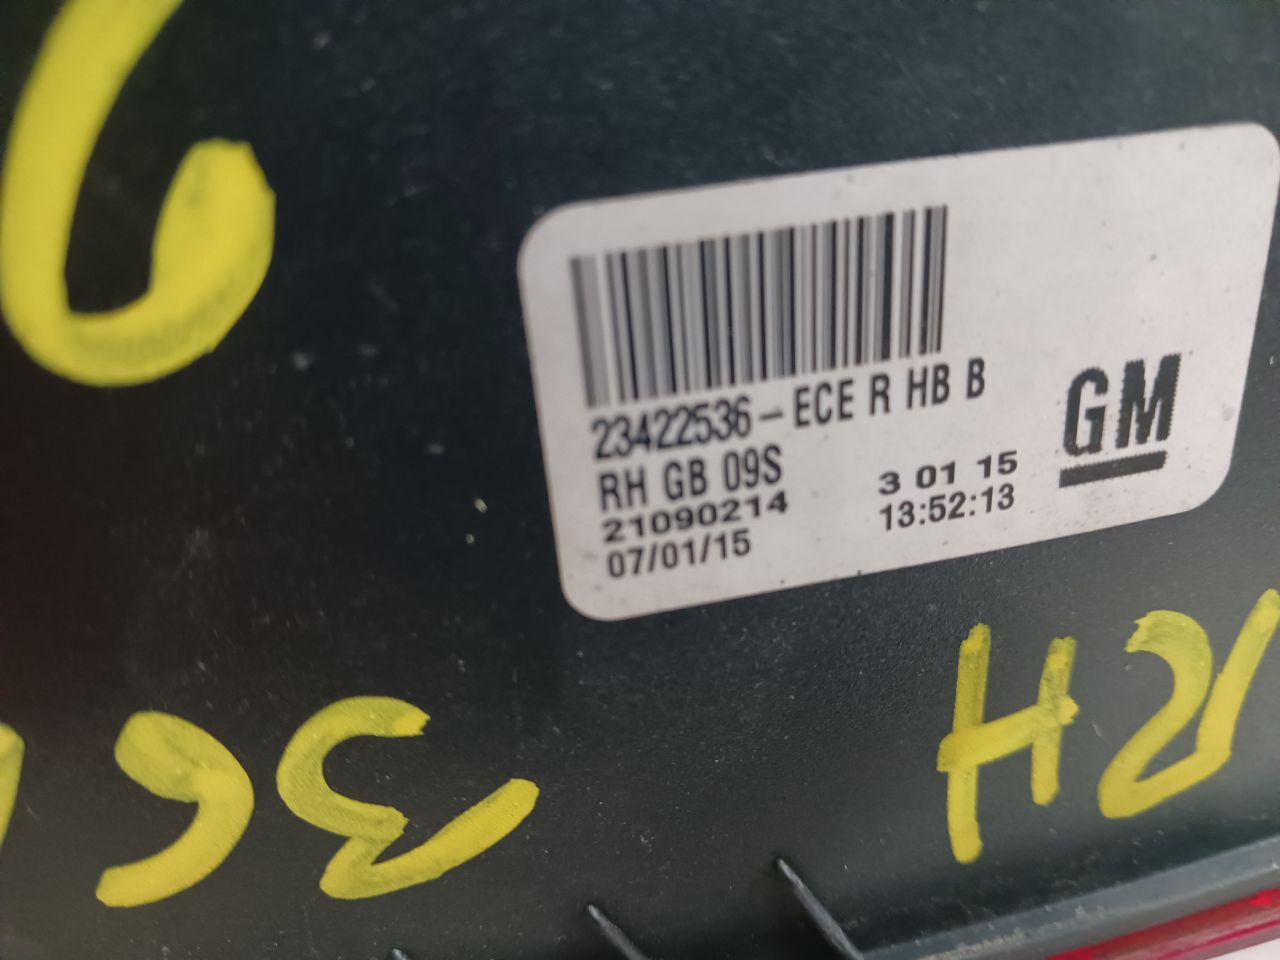 23422536-ECE R HB B
RH GB 09S
21090214
07/01/15
3 01 15
13:52:13
GM